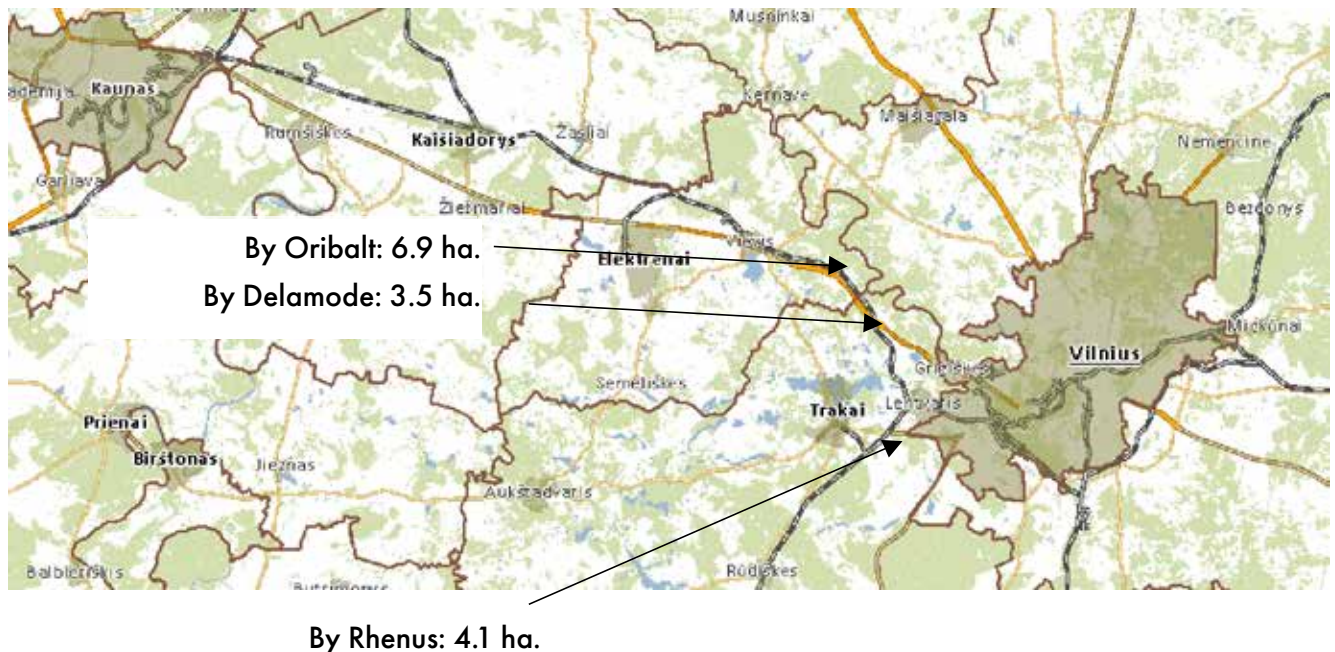 Musninkai
Kaunas
Kernavė
Maišiagala
Rumšiškės
Kaišiadorys
Žasliai
Nemenčinė
Garliava
Žiežmariai
Bezdonys
Vievis
By Oribalt: 6.9 ha.
Elektrėnai
By Delamode: 3.5 ha.
Mickūnai
Vilnius
Grigiškės
Semeliškės
Lentvaris
Trakai
Prienai
Birštonas
Jieznas
Aukštadvaris
Balbieriškis
Rūdiškės
Butrimonys
By Rhenus: 4.1 ha.